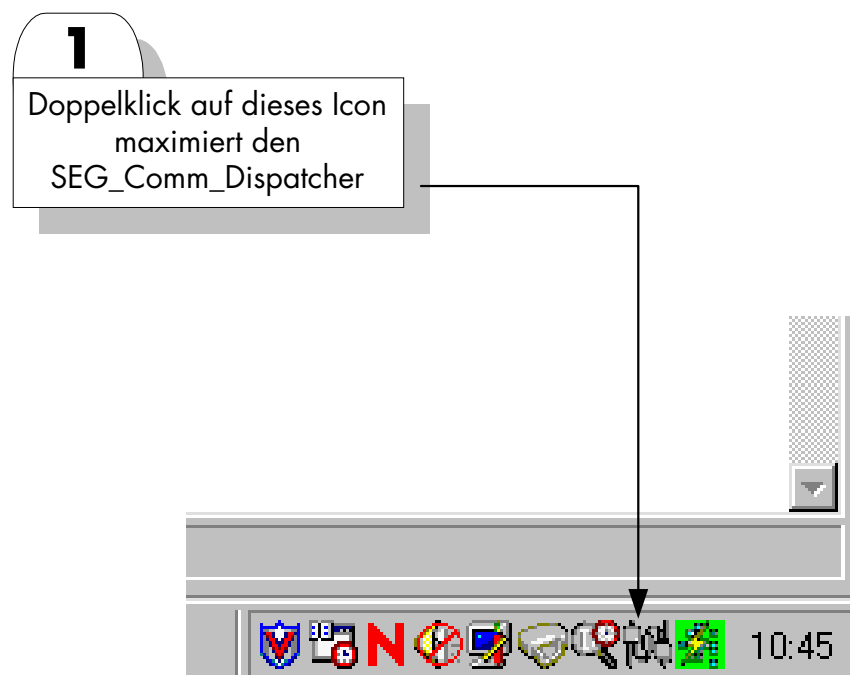 1
Doppelklick auf dieses Icon
maximiert den
SEG_Comm_Dispatcher
N
10:45